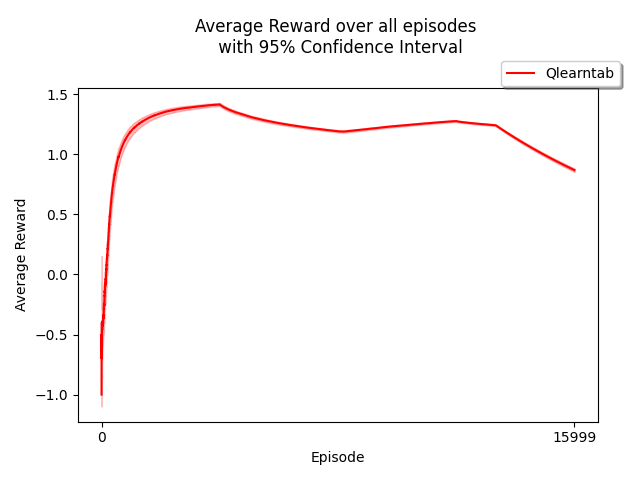 Average Reward over all episodes
with 95% Confidence Interval
Qlearntab
1.5
1.0
0.5
0.0
−0.5
−1.0
Average Reward
0
15999
Episode